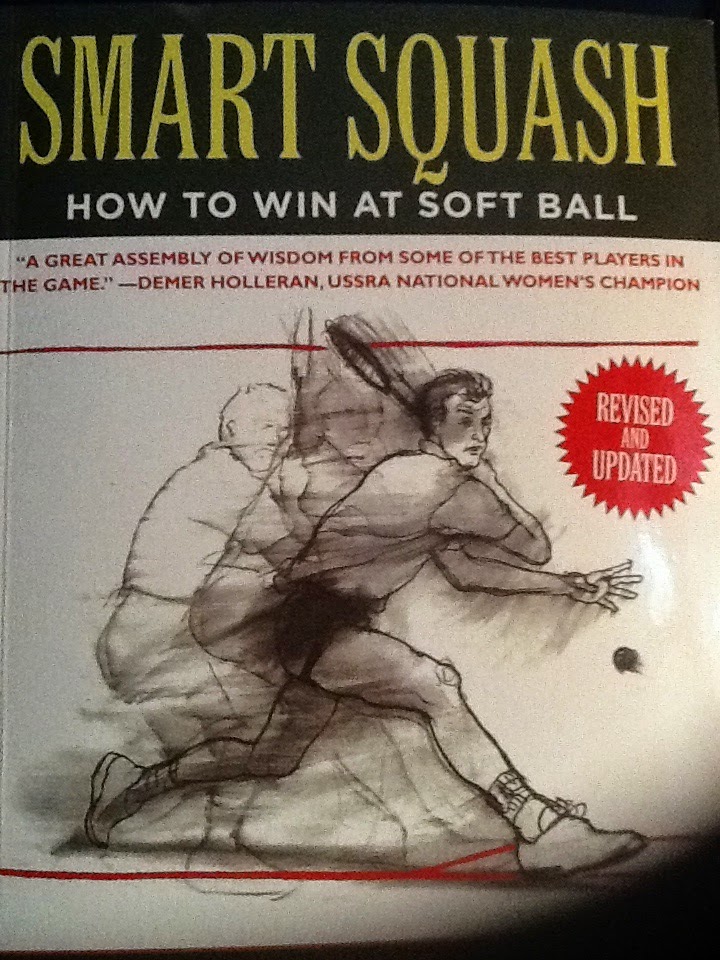 SMART SQUASH
HOW TO WIN AT SOFT BALL
“A GREAT ASSEMBLY OF WISDOM FROM SOME OF THE BEST PLAYERS IN
THE GAME.” —DEMER HOLLERAN, USSRA NATIONAL WOMEN'S CHAMPION
REVISED
AND
UPDATED